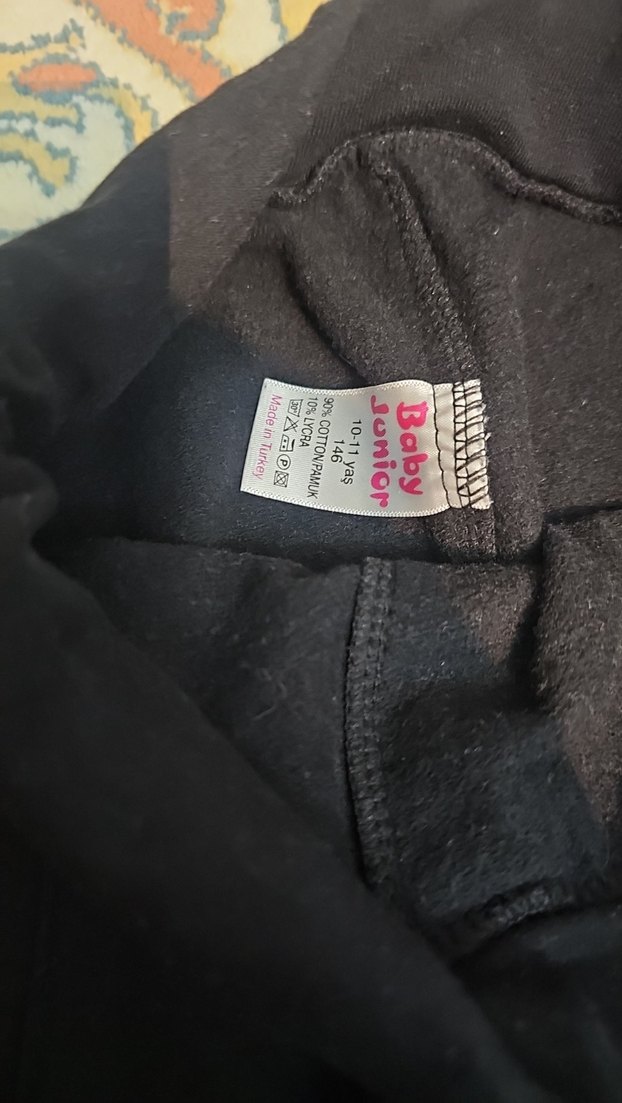 Baby
Junior
10-11 yaş
146
90% COTTON/PAMUK
10% LYCRA
Made in Turkey